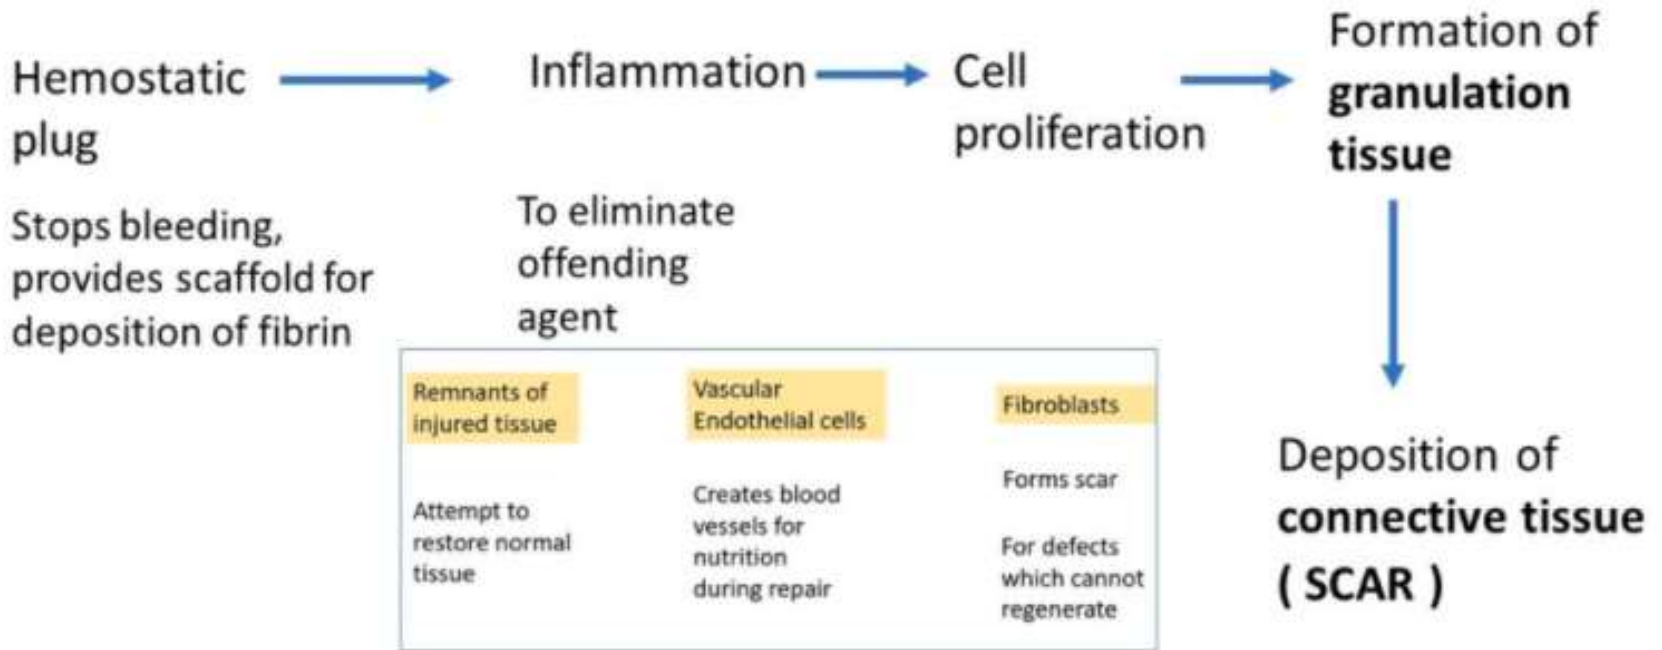 Hemostatic
plug
Stops bleeding,
provides scaffold for
deposition of fibrin
Inflammation
To eliminate
offending
agent
Cell
proliferation
Formation of
granulation
tissue
Remnants of
injured tissue
Attempt to
restore normal
tissue
Vascular
Endothelial cells
Creates blood
vessels for
nutrition
during repair
Fibroblasts
Forms scar
For defects
which cannot
regenerate
Deposition of
connective tissue
( SCAR )